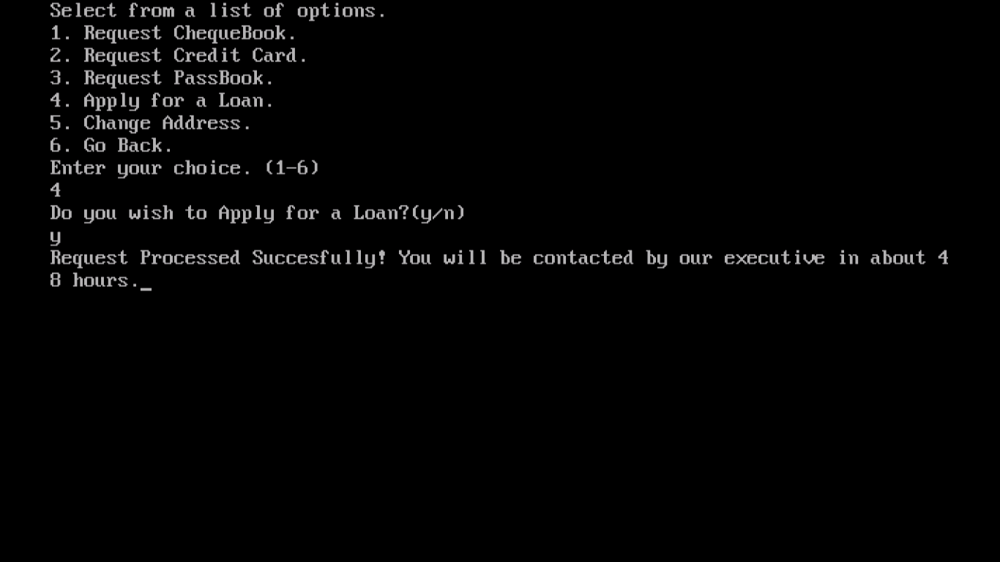 Select from a list of options.
1. Request ChequeBook.
2. Request Credit Card.
3. Request PassBook.
4. Apply for a Loan.
5. Change Address.
6. Go Back.
Enter your choice. (1-6)
4
Do you wish to Apply for a Loan?(y/n)
y
Request Processed Succesfully! You will be contacted by our executive in about 4
8 hours._